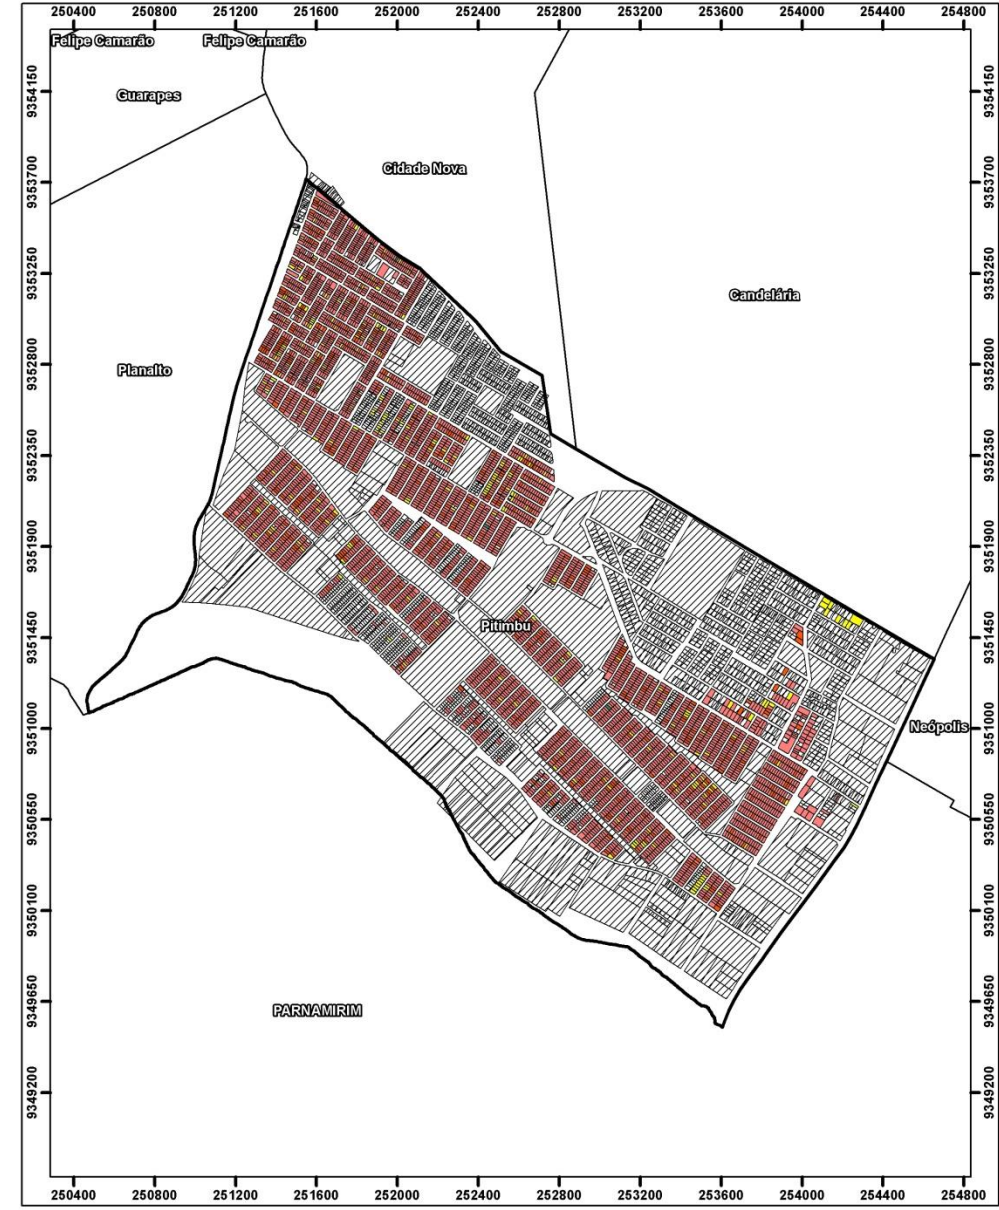 250400 250800 251200 251600 252000 252400 252800 253200 253600 254000 254400 254800
Felipe Camarão Felipe Camarão
Guarapes
9354150 9354150
Cidade Nova
9353700 9353700
9353250 9353250
Candelária
9352800 9352800
Planalto
9352350 9352350
9351900 9351900
9351450 9351450
Pitimbu
9351000 9351000
Neópolis
9350550 9350550
9350100 9350100
9349650 9349650
PARNAMIRIM
9349200 9349200
250400 250800 251200 251600 252000 252400 252800 253200 253600 254000 254400 254800